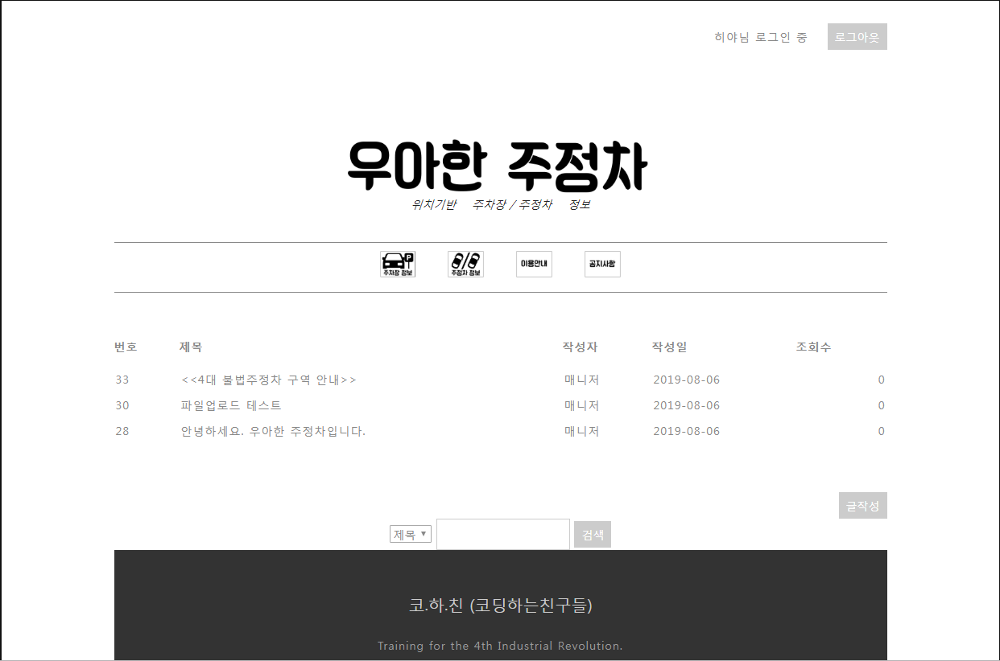 히야님 로그인 중 로그아웃
우아한 주정차
위치기반 주차장 / 주정차 정보
주차장 정보 주정차 정보 이용안내 공지사항
번호 제목 작성자 작성일 조회수
33 <<4대 불법주정차 구역 안내>> 매니저 2019-08-06 0
30 파일업로드 테스트 매니저 2019-08-06 0
28 안녕하세요. 우아한 주정차입니다. 매니저 2019-08-06 0
글작성
제목 검색
코.하.친 (코딩하는친구들)
Training for the 4th Industrial Revolution.